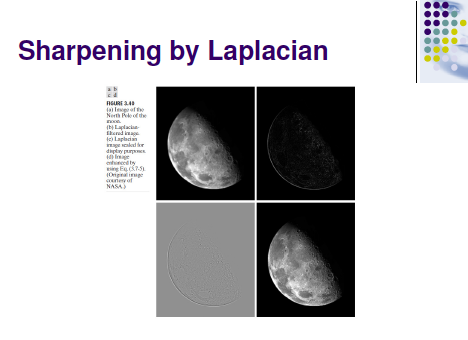 Sharpening by Laplacian
a b
c d
FIGURE 3.40
(a) Image of the
North Pole of the
moon.
(b) Laplacian-
filtered image.
(c) Laplacian
image scaled for
display purposes.
(d) Image
enhanced by
using Eq. (3.7-5).
(Original image
courtesy of
NASA.)